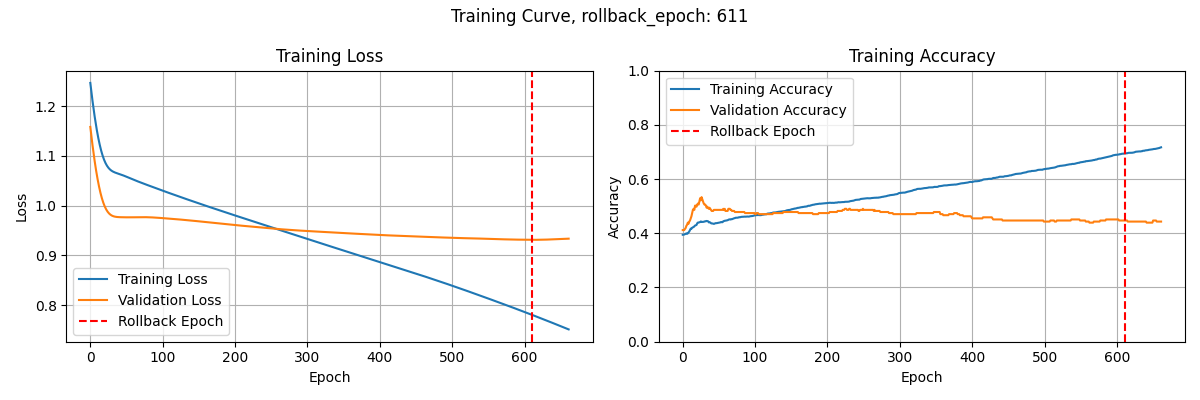 Training Curve, rollback_epoch: 611
Training Loss
Loss
1.2
1.1
1.0
0.9
0.8
Training Loss
Validation Loss
Rollback Epoch
0 100 200 300 400 500 600
Epoch
Training Accuracy
Accuracy
1.0
0.8
0.6
0.4
0.2
0.0
Training Accuracy
Validation Accuracy
Rollback Epoch
0 100 200 300 400 500 600
Epoch